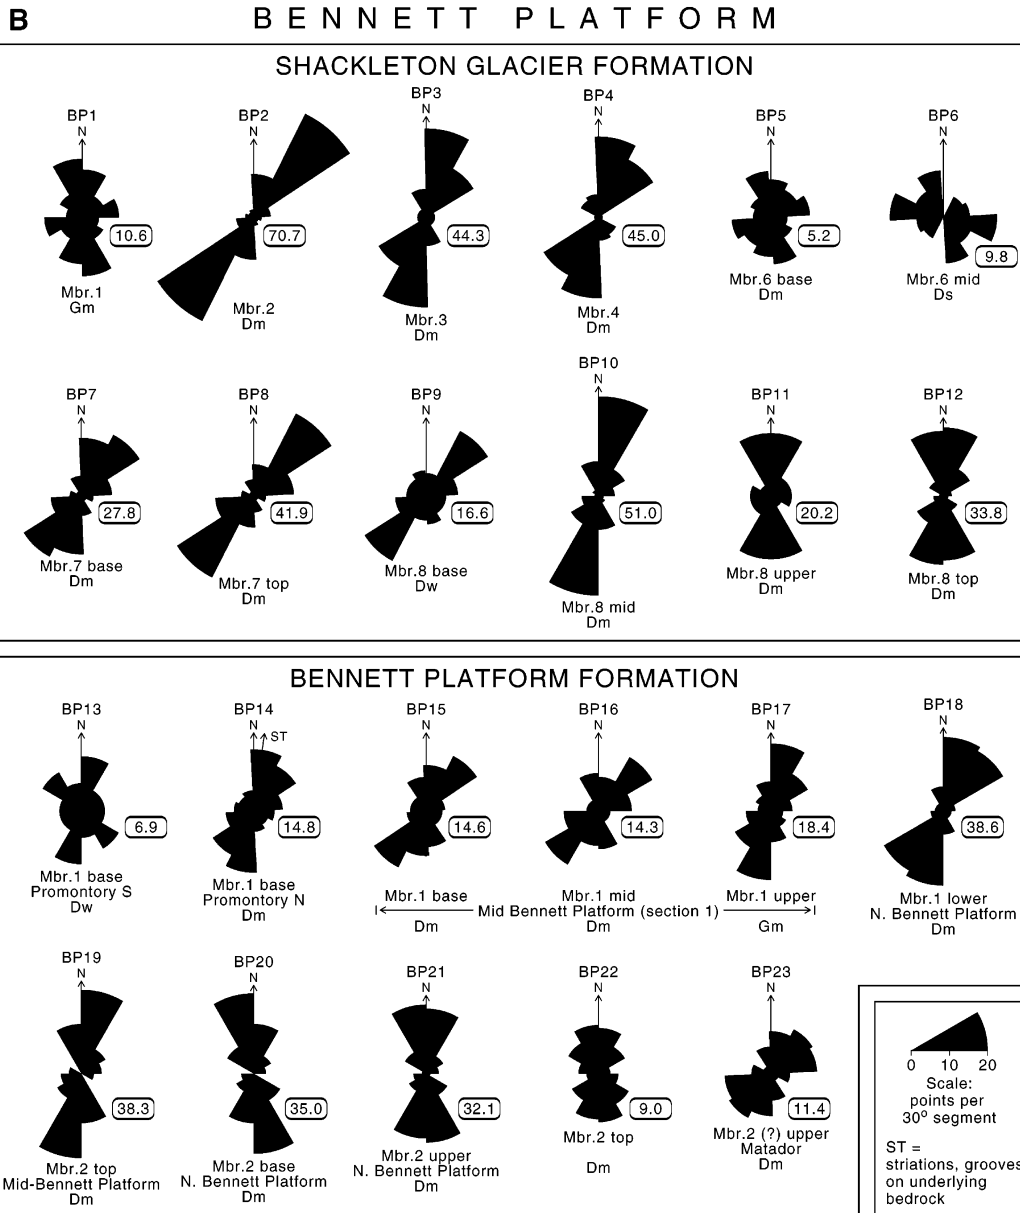 B BENNETT PLATFORM
SHACKLETON GLACIER FORMATION
BP1
N
10.6
Mbr.1
Gm
BP2
N
70.7
Mbr.2
Dm
BP3
N
44.3
Mbr.3
Dm
BP4
N
45.0
Mbr.4
Dm
BP5
N
5.2
Mbr.6 base
Dm
BP6
N
9.8
Mbr.6 mid
Ds
BP7
N
27.8
Mbr.7 base
Dm
BP8
N
41.9
Mbr.7 top
Dm
BP9
N
16.6
Mbr.8 base
Dw
BP10
N
51.0
Mbr.8 mid
Dm
BP11
N
20.2
Mbr.8 upper
Dm
BP12
N
33.8
Mbr.8 top
Dm
BENNETT PLATFORM FORMATION
BP13
N
6.9
Mbr.1 base
Promontory S
Dw
BP14
N
ST
14.8
Mbr.1 base
Promontory N
Dm
BP15
N
14.6
Mbr.1 base
Dm
BP16
N
14.3
Mbr.1 mid
Mid Bennett Platform (section 1)
Dm
BP17
N
18.4
Mbr.1 upper
Gm
BP18
N
38.6
Mbr.1 lower
N. Bennett Platform
Dm
BP19
N
38.3
Mbr.2 top
Mid-Bennett Platform
Dm
BP20
N
35.0
Mbr.2 base
N. Bennett Platform
Dm
BP21
N
32.1
Mbr.2 upper
N. Bennett Platform
Dm
BP22
N
9.0
Mbr.2 top
Dm
BP23
N
11.4
Mbr.2 (?) upper
Matador
Dm
0 10 20
Scale:
points per
30° segment
ST =
striations, grooves
on underlying
bedrock